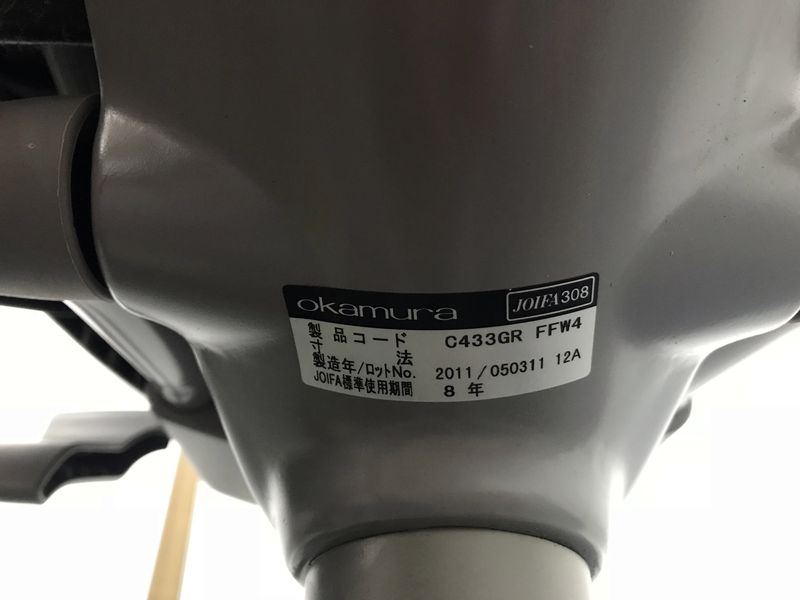 okamura JOIFA308
製品コード C433GR FFW4
寸 法
製造年/ロットNo. 2011/050311 12A
JOIFA標準使用期間 8 年